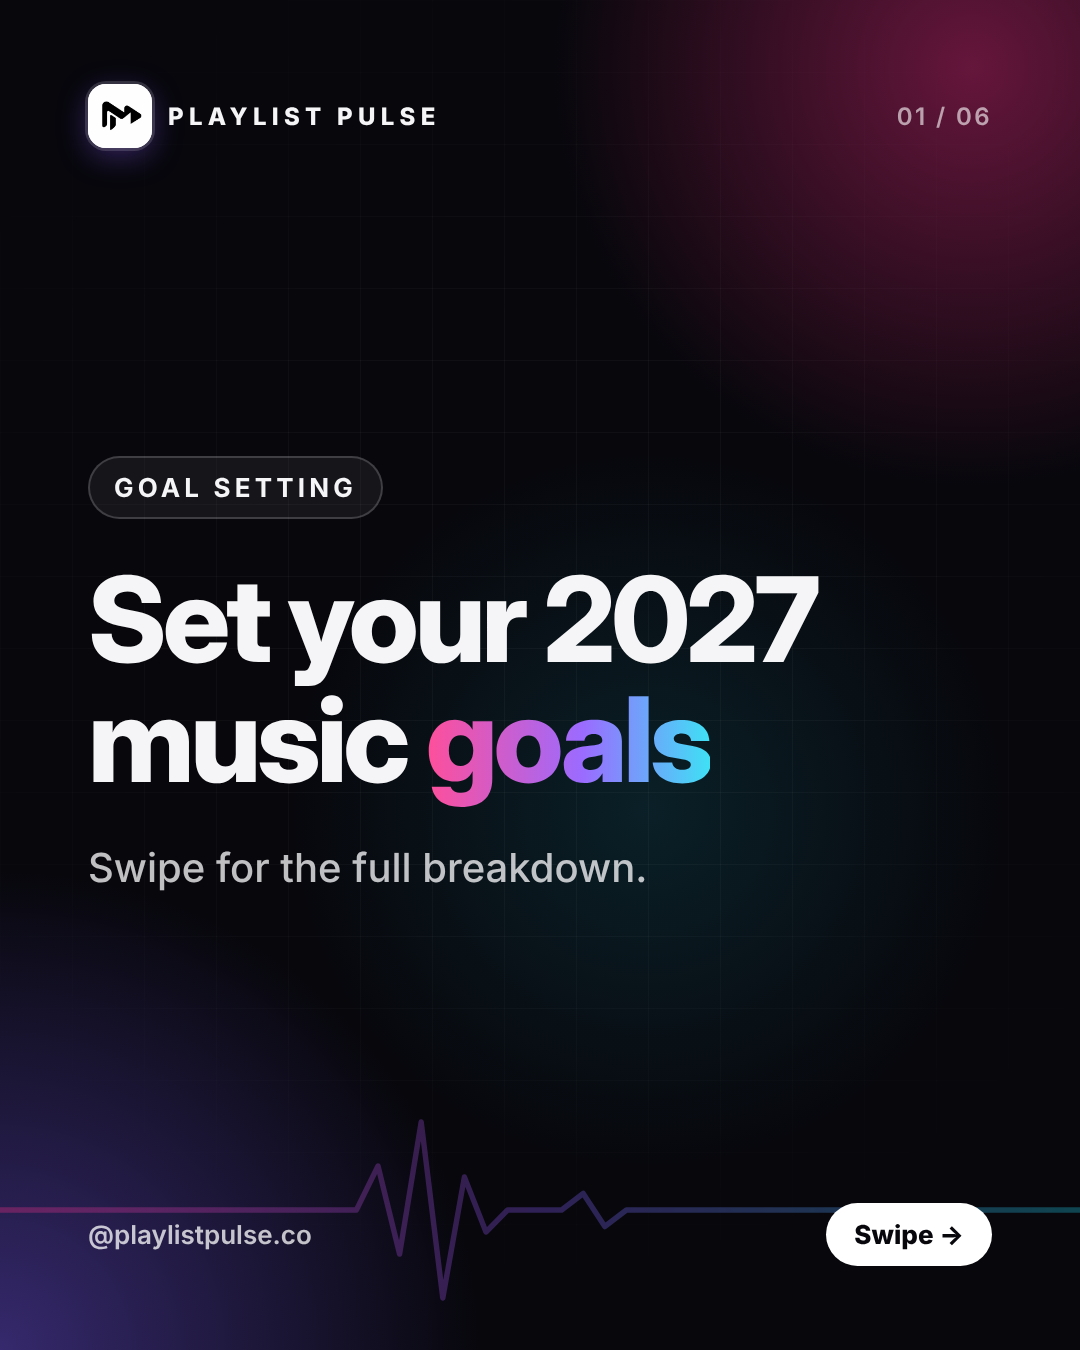 PLAYLIST PULSE
01 / 06
GOAL SETTING
Set your 2027
music goals
Swipe for the full breakdown.
@playlistpulse.co
Swipe →